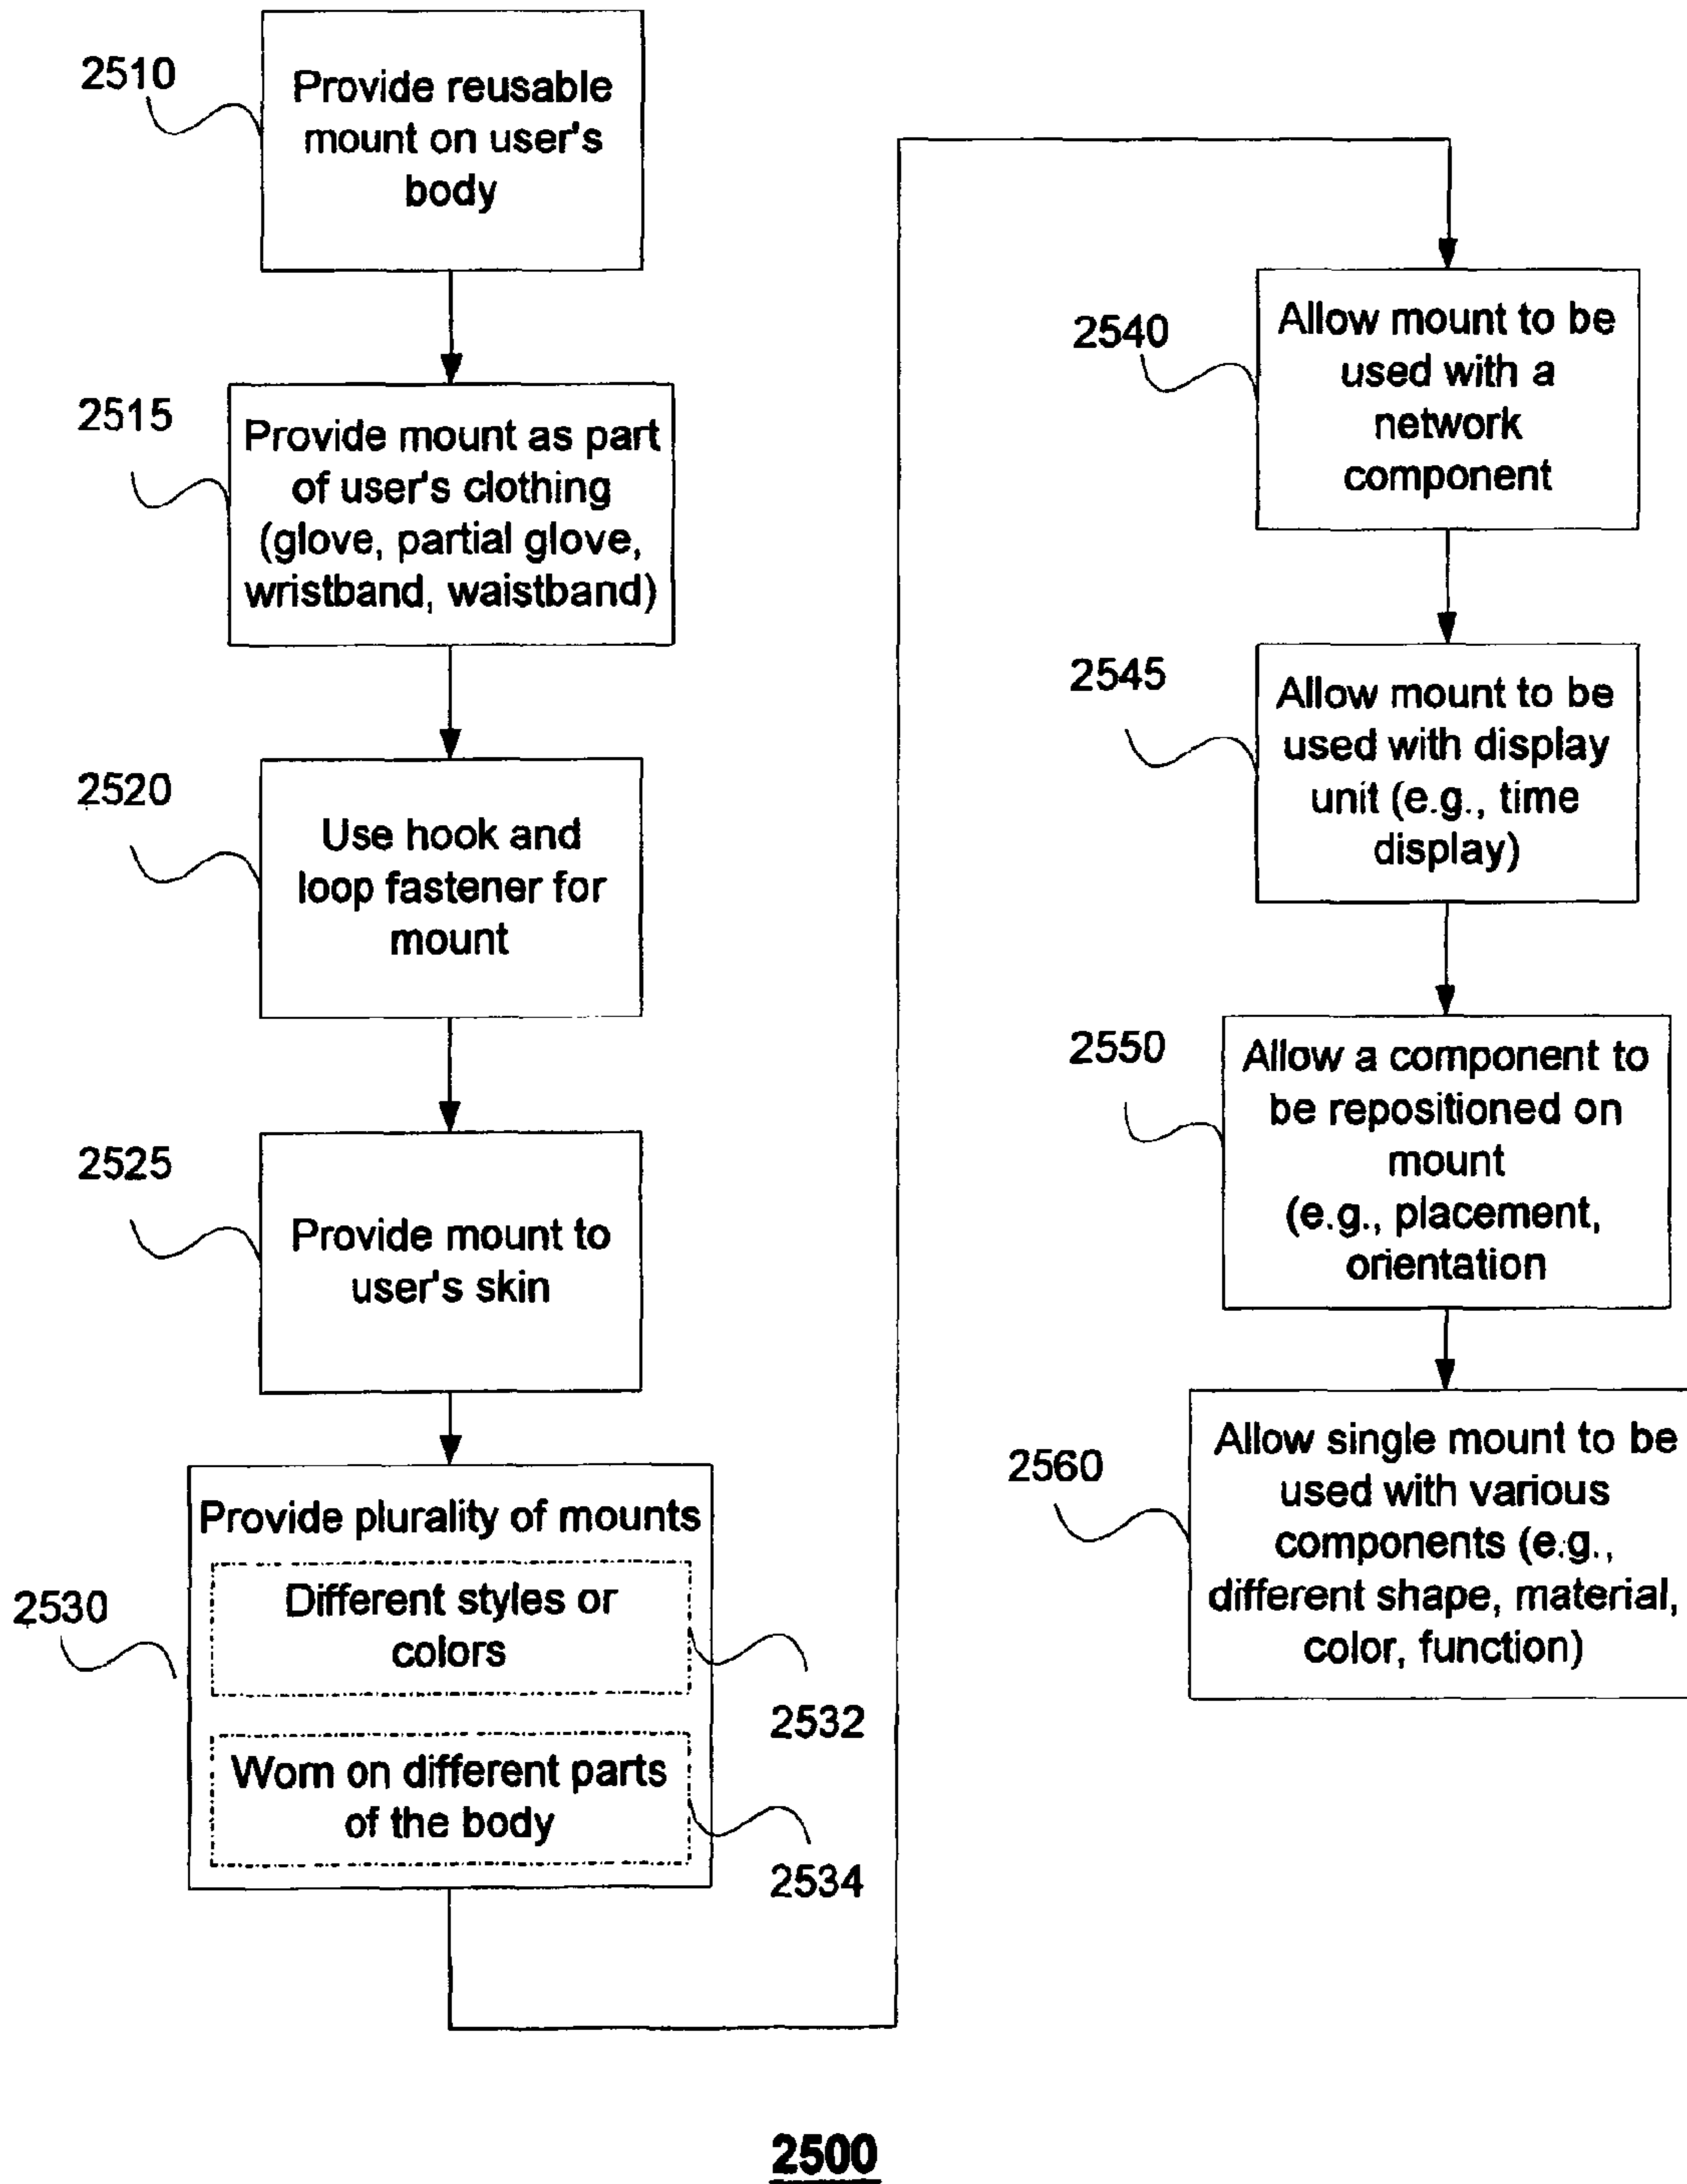 2510
Provide reusable
mount on user's
body
2515
Provide mount as part
of user's clothing
(glove, partial glove,
wristband, waistband)
2520
Use hook and
loop fastener for
mount
2525
Provide mount to
user's skin
2530
Provide plurality of mounts
Different styles or
colors
2532
Worn on different parts
of the body
2534
2540
Allow mount to be
used with a
network
component
2545
Allow mount to be
used with display
unit (e.g., time
display)
2550
Allow a component to
be repositioned on
mount
(e.g., placement,
orientation
2560
Allow single mount to be
used with various
components (e.g.,
different shape, material,
color, function)
2500